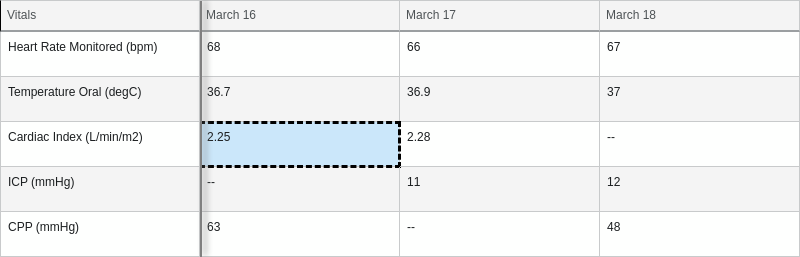 Vitals March 16 March 17 March 18
Heart Rate Monitored (bpm) 68 66 67
Temperature Oral (degC) 36.7 36.9 37
Cardiac Index (L/min/m2) 2.25 2.28 --
ICP (mmHg) -- 11 12
CPP (mmHg) 63 -- 48